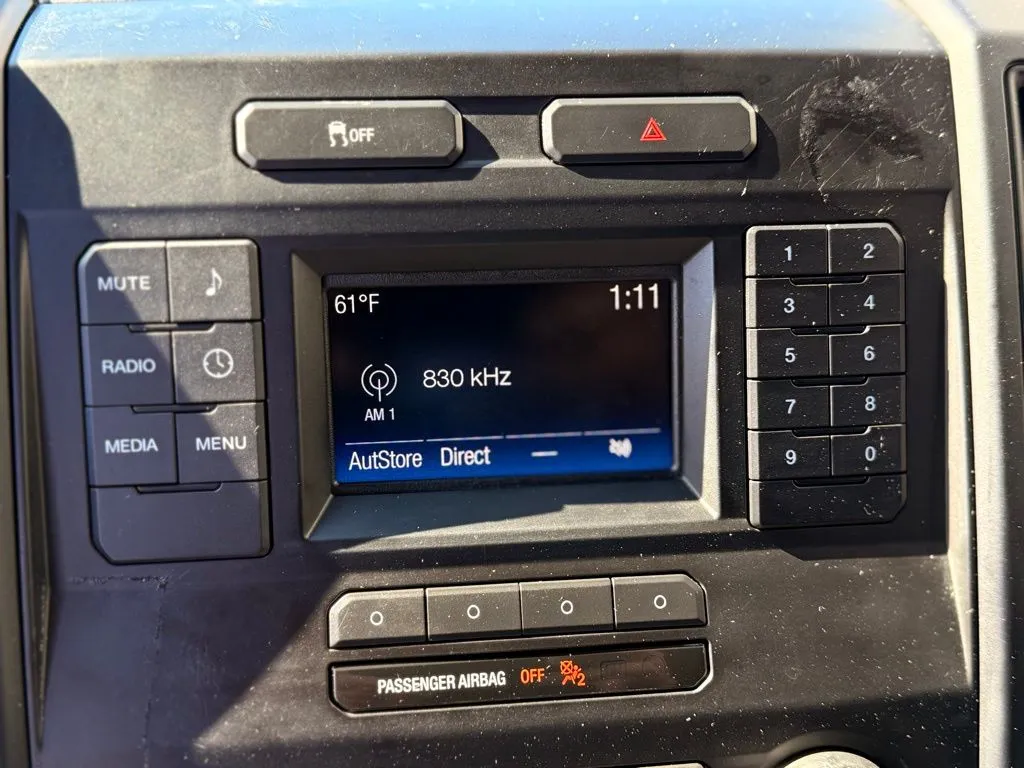 OFF
MUTE
RADIO
MEDIA MENU
61°F 1:11
830 kHz
AM 1
AutStore Direct
1 2
3 4
5 6
7 8
9 0
PASSENGER AIRBAG OFF 2